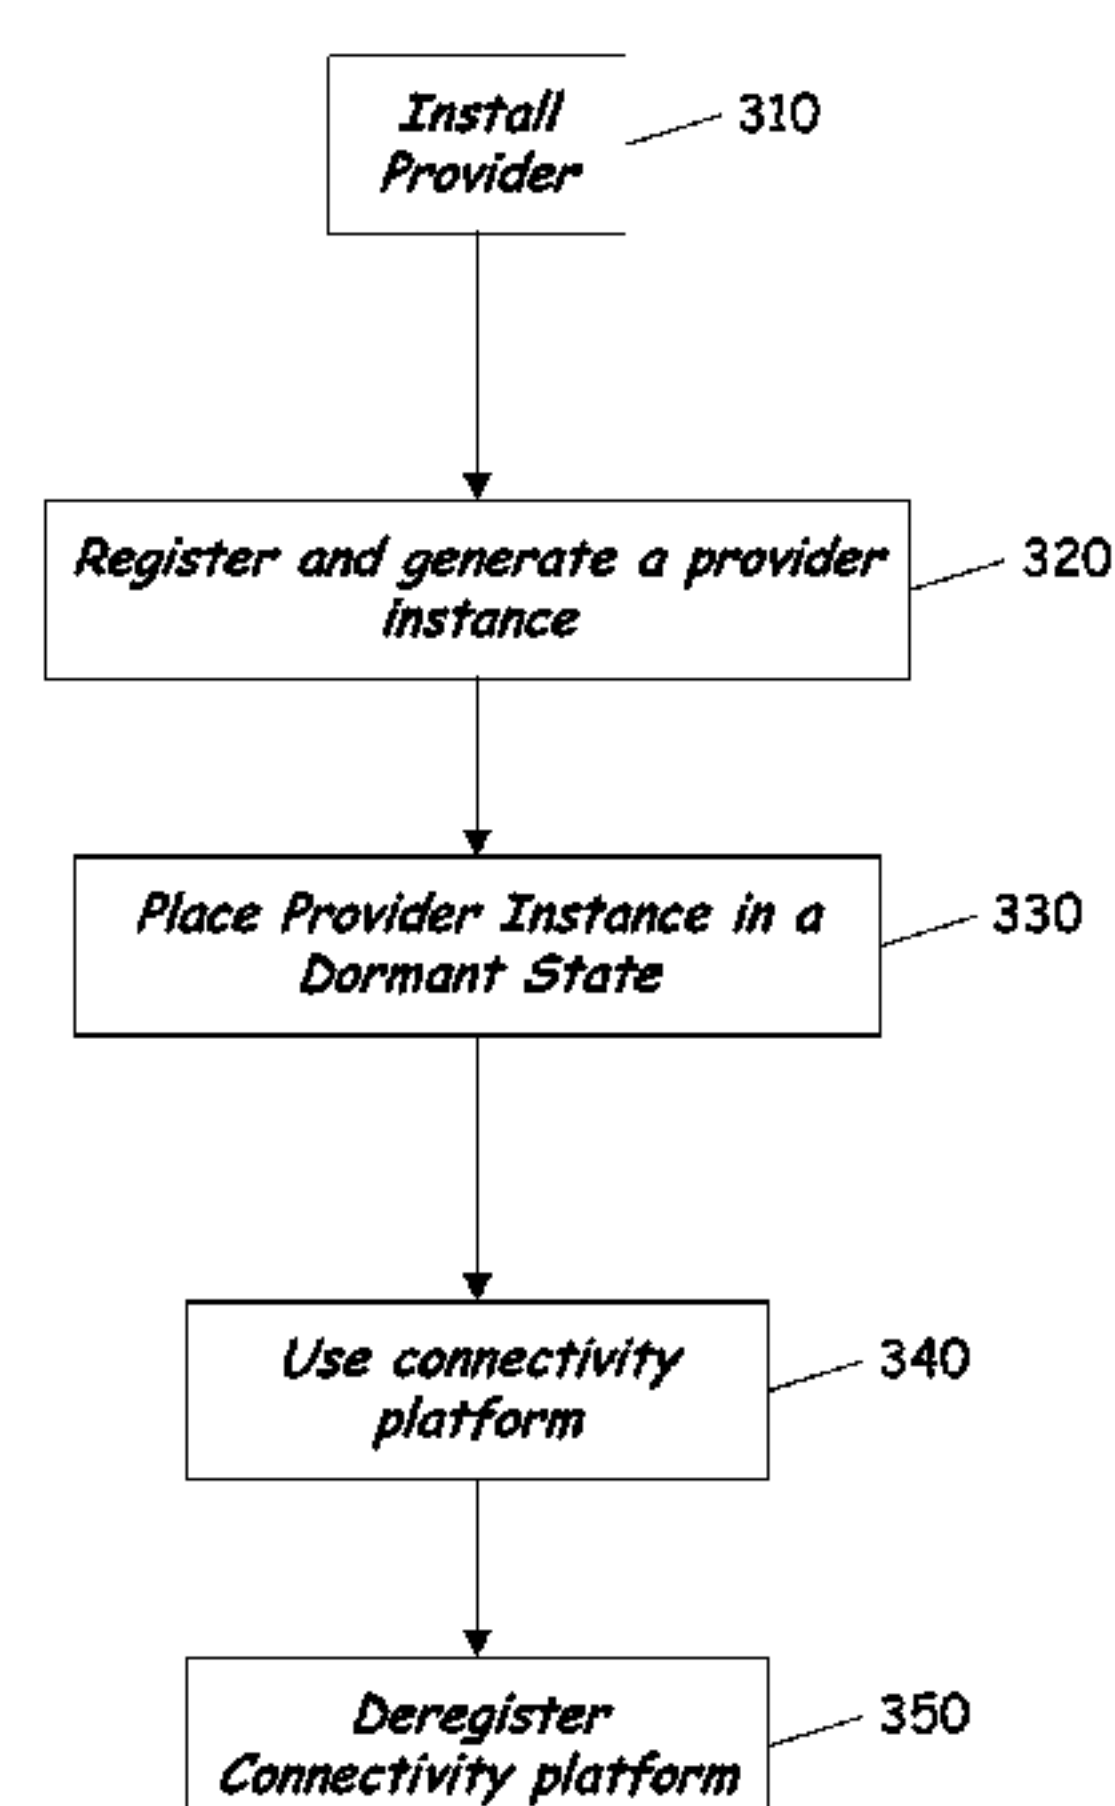 Install
Provider
310
Register and generate a provider
instance
320
Place Provider Instance in a
Dormant State
330
Use connectivity
platform
340
Deregister
Connectivity platform
350